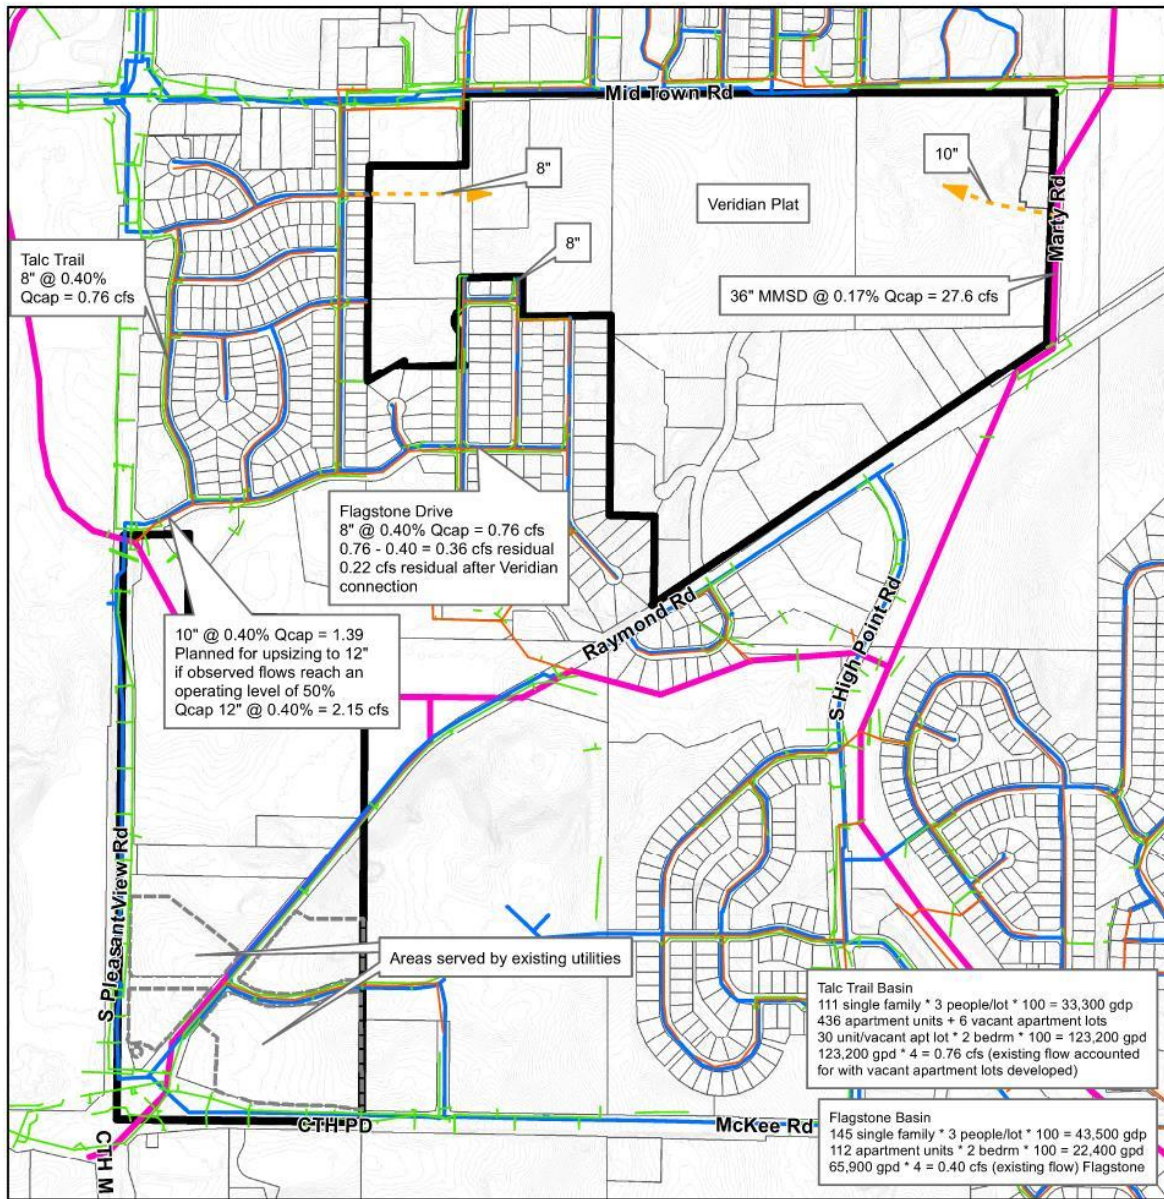 Mid Town Rd
8"
10"
Veridian Plat
Marty Rd
8"
Talc Trail
8" @ 0.40%
Qcap = 0.76 cfs
36" MMSD @ 0.17% Qcap = 27.6 cfs
Flagstone Drive
8" @ 0.40% Qcap = 0.76 cfs
0.76 - 0.40 = 0.36 cfs residual
0.22 cfs residual after Veridian
connection
10" @ 0.40% Qcap = 1.39
Planned for upsizing to 12"
if observed flows reach an
operating level of 50%
Qcap 12" @ 0.40% = 2.15 cfs
Raymond Rd
S High Point Rd
S Pleasant View Rd
Areas served by existing utilities
Talc Trail Basin
111 single family * 3 people/lot * 100 = 33,300 gdp
436 apartment units + 6 vacant apartment lots
30 unit/vacant apt lot * 2 bedrm * 100 = 123,200 gpd
123,200 gpd * 4 = 0.76 cfs (existing flow accounted
for with vacant apartment lots developed)
Flagstone Basin
145 single family * 3 people/lot * 100 = 43,500 gdp
112 apartment units * 2 bedrm * 100 = 22,400 gpd
65,900 gpd * 4 = 0.40 cfs (existing flow) Flagstone
CTH PD
McKee Rd
CTH M